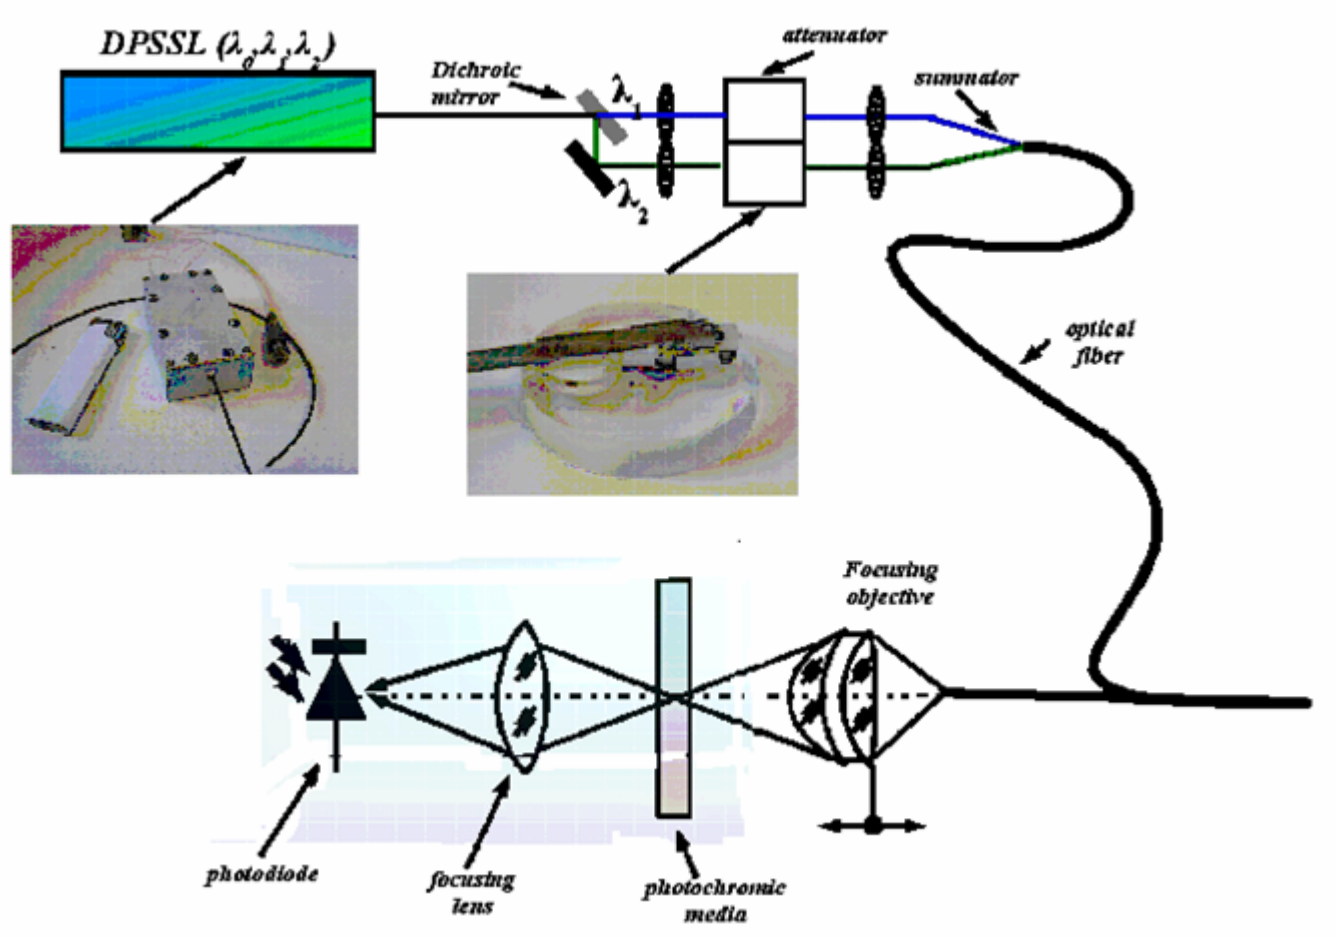 DPSSL (λ0,λ1,λ2)
attenuator
Dichroic
mirror
λ1
summator
λ2
optical
fiber
Focusing
objective
photodiode
focusing
lens
photochromic
media